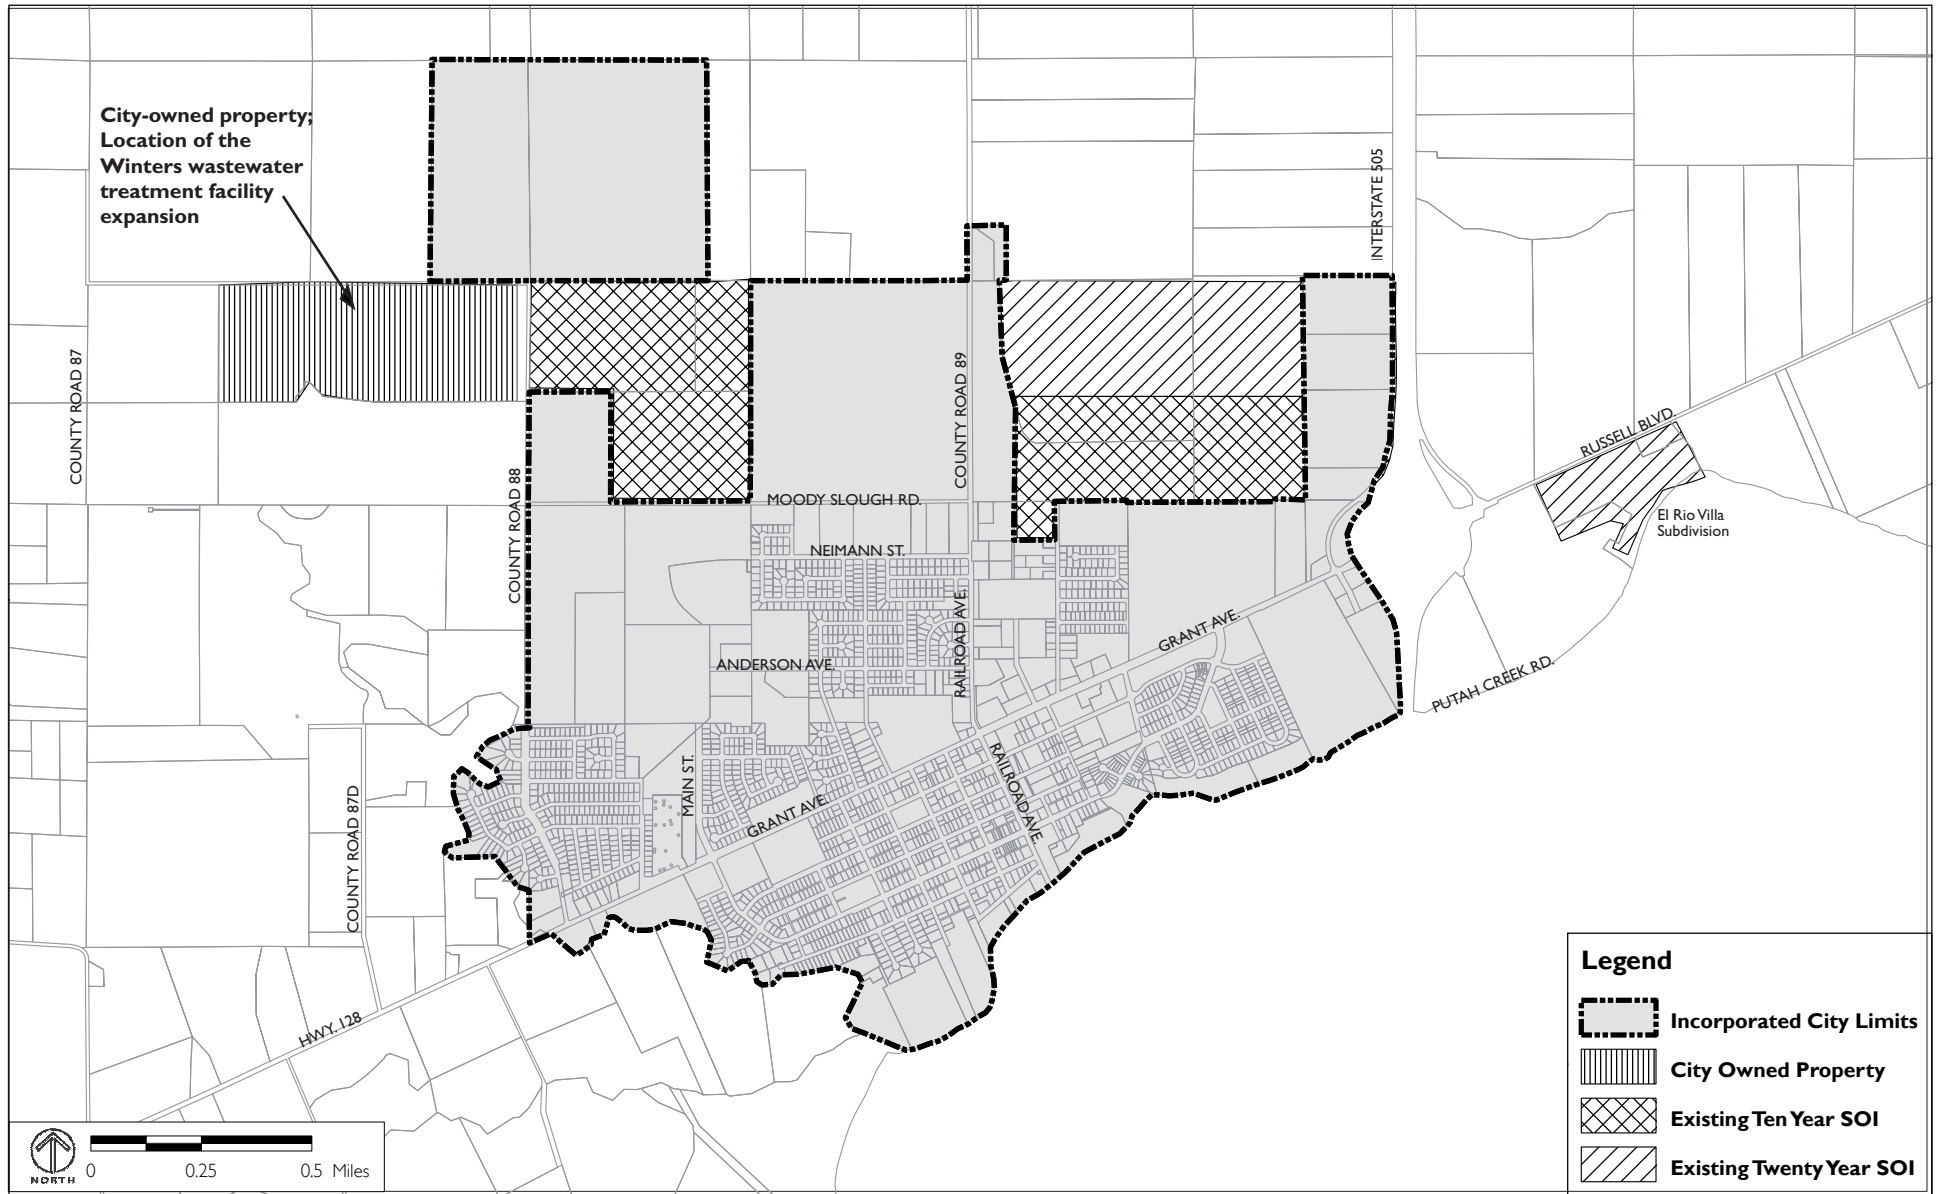 City-owned property;
Location of the
Winters wastewater
treatment facility
expansion
INTERSTATE 505
COUNTY ROAD 87
COUNTY ROAD 89
RUSSELL BLVD.
COUNTY ROAD 88
MOODY SLOUGH RD.
El Rio Villa
Subdivision
NEIMANN ST.
RAILROAD AVE.
GRANT AVE.
ANDERSON AVE.
PUTAH CREEK RD.
MAIN ST.
RAILROAD AVE.
GRANT AVE.
COUNTY ROAD 87D
HWY. 128
Legend
Incorporated City Limits
City Owned Property
Existing Ten Year SOI
Existing Twenty Year SOI
NORTH
0 0.25 0.5 Miles